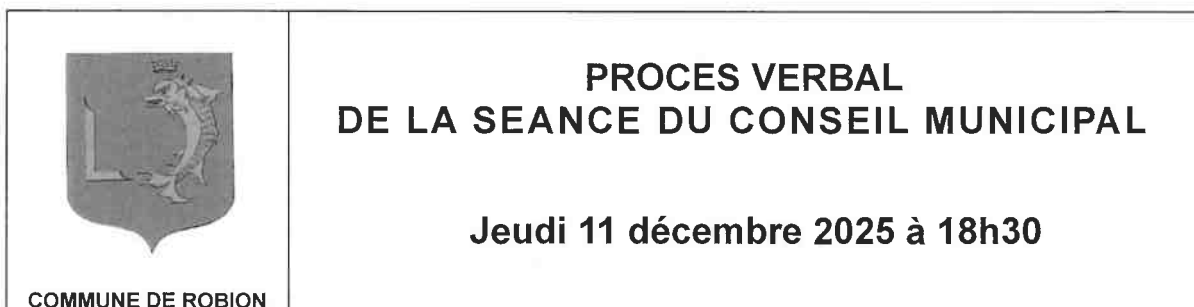 PROCES VERBAL
DE LA SEANCE DU CONSEIL MUNICIPAL
Jeudi 11 décembre 2025 à 18h30
COMMUNE DE ROBION